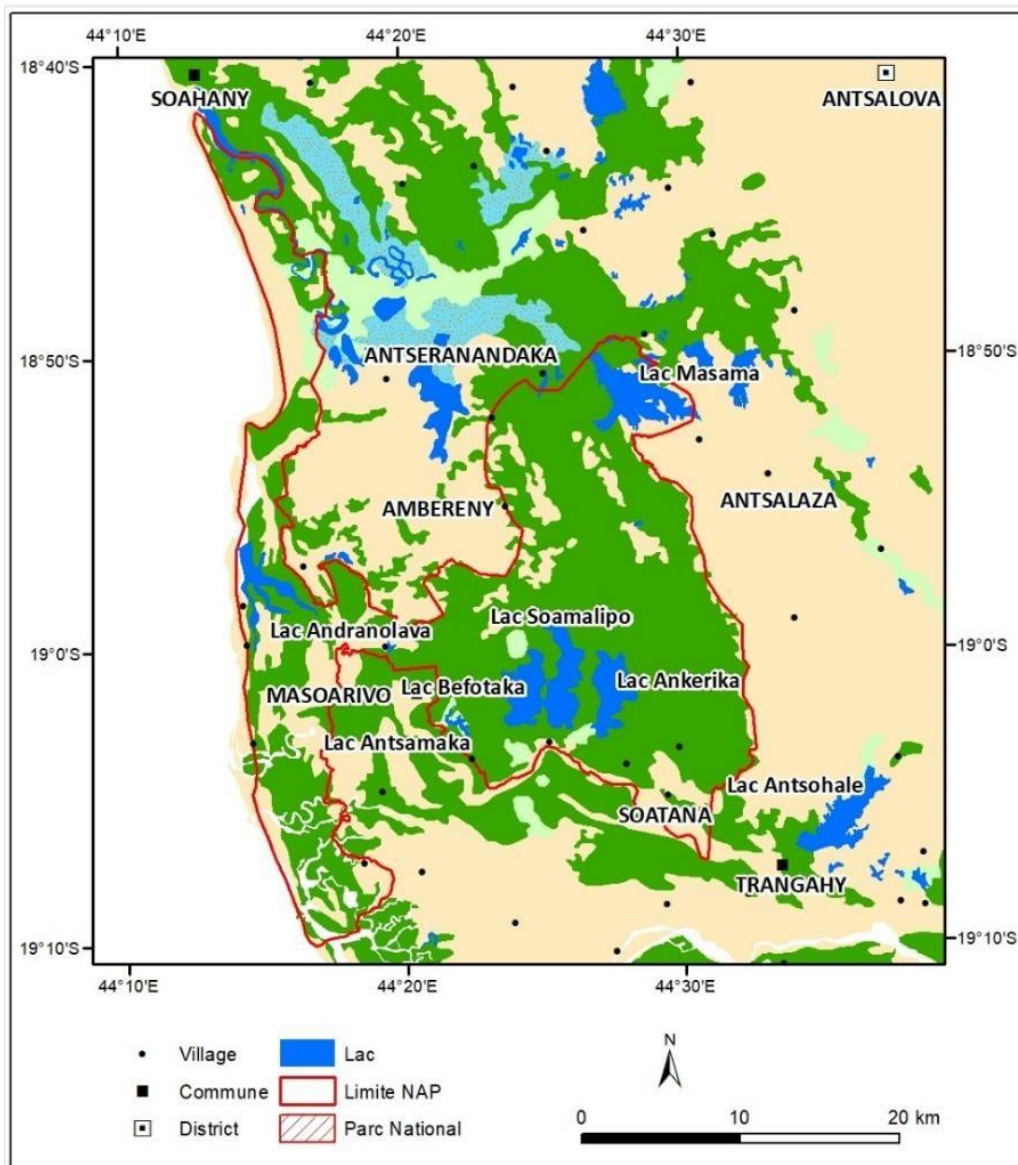 44°10'E 44°20'E 44°30'E
18°40'S
SOAHANY
ANTSALOVA
18°50'S
18°50'S
ANTSERANANDAKA
Lac Masama
AMBERENY
ANTSALAZA
Lac Soamalipo
Lac Andranolava
19°0'S
19°0'S
MASOARIVO
Lac Befotaka
Lac Ankerika
Lac Antsamaka
Lac Antsohale
SOATANA
TRANGAHY
19°10'S
19°10'S
44°10'E 44°20'E 44°30'E
Village
Lac
Commune
Limite NAP
District
Parc National
N
0 10 20 km